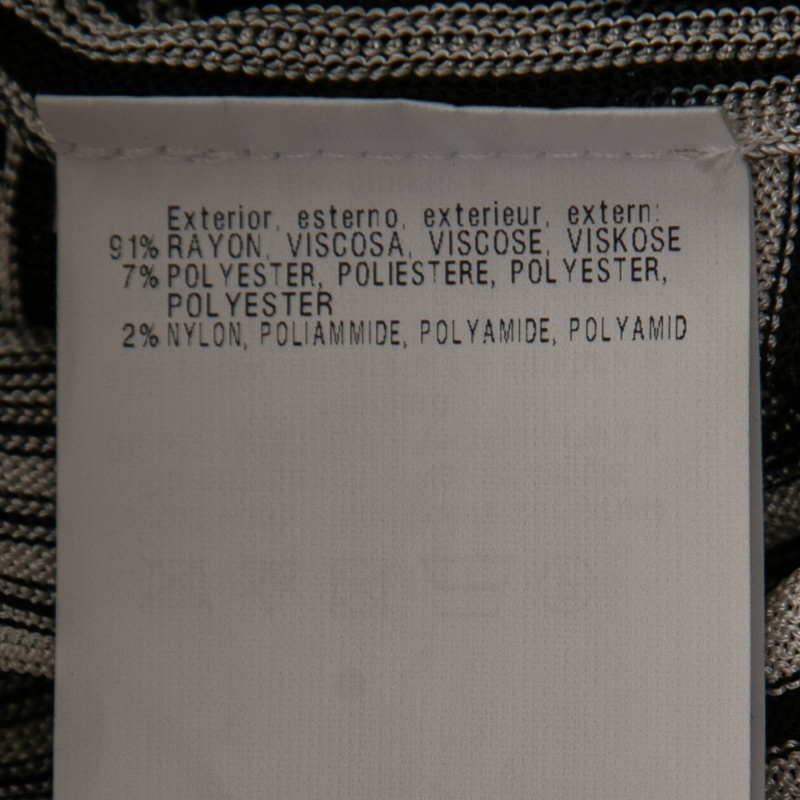 Exterior, esterno, exterieur, extern:
91% RAYON, VISCOSA, VISCOSE, VISKOSE
7% POLYESTER, POLIESTERE, POLYESTER,
POLYESTER
2% NYLON, POLIAMMIDE, POLYAMIDE, POLYAMID